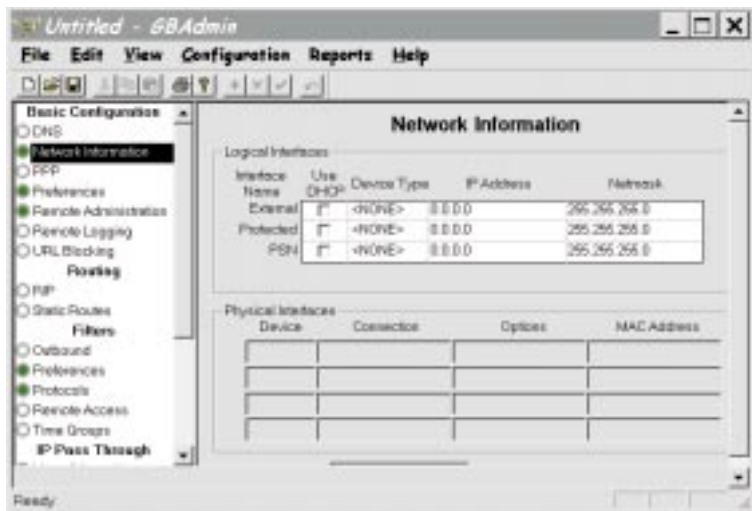 Untitled - GBAdmin
File Edit View Configuration Reports Help
Basic Configuration
DNS
Network Information
PPP
Preferences
Remote Administration
Remote Logging
URL Blocking
Routing
RIP
Static Routes
Filters
Outbound
Preferences
Protocols
Remote Access
Time Groups
IP Pass Through
Network Information
Logical Interfaces
Interface Name Use DHCP Device Type IP Address Netmask
External <NONE> 0.0.0.0 255.255.255.0
Protected <NONE> 0.0.0.0 255.255.255.0
PSN <NONE> 0.0.0.0 255.255.255.0
Physical Interfaces
Device Connection Options MAC Address
Ready